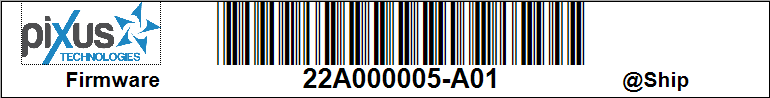 pixus
TECHNOLOGIES
Firmware 22A000005-A01 @Ship